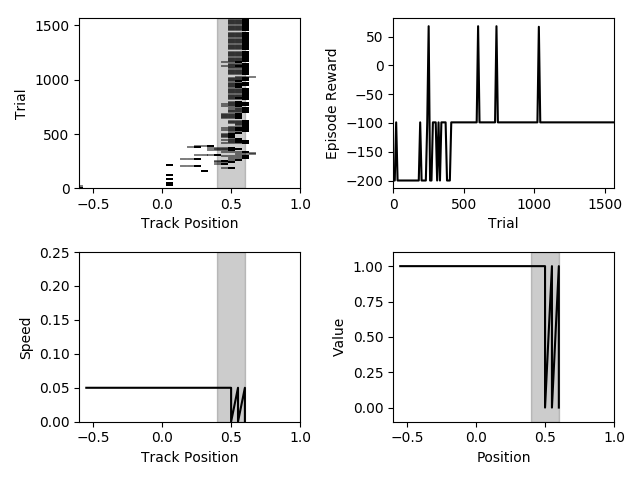 1500
1000
500
0
Trial
−0.5 0.0 0.5 1.0
Track Position
50
0
−50
−100
−150
−200
Episode Reward
0 500 1000 1500
Trial
0.25
0.20
0.15
0.10
0.05
0.00
Speed
−0.5 0.0 0.5 1.0
Track Position
1.00
0.75
0.50
0.25
0.00
Value
−0.5 0.0 0.5 1.0
Position